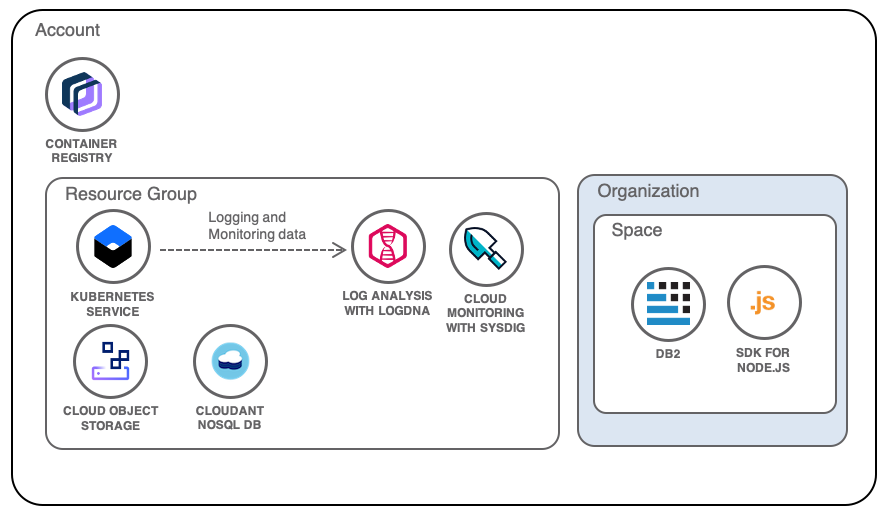 Account
CONTAINER
REGISTRY
Resource Group
Logging and
Monitoring data
KUBERNETES
SERVICE
LOG ANALYSIS
WITH LOGDNA
CLOUD
MONITORING
WITH SYSDIG
CLOUD OBJECT
STORAGE
CLOUDANT
NOSQL DB
Organization
Space
DB2
.js
SDK FOR
NODE.JS